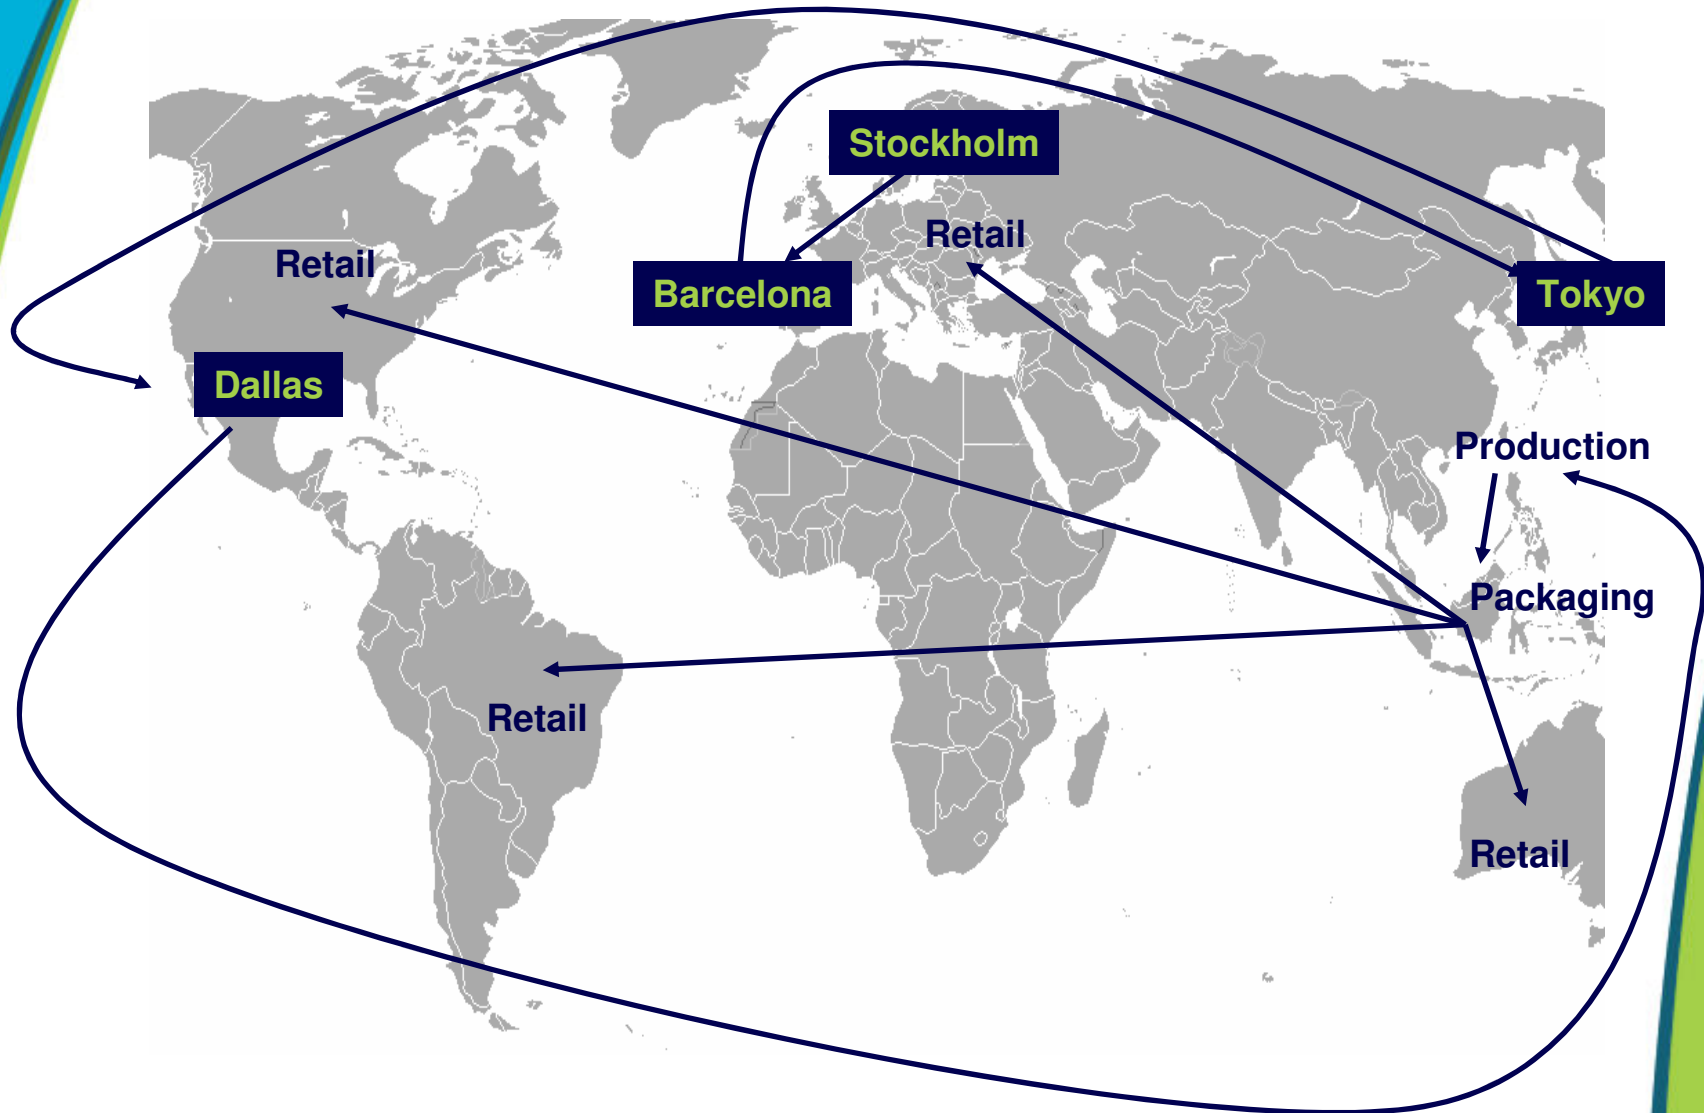 Stockholm
Retail
Retail
Barcelona
Tokyo
Dallas
Production
Packaging
Retail
Retail